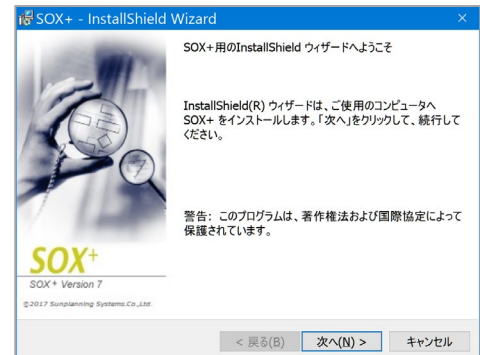 SOX+ - InstallShield Wizard
SOX+用のInstallShield ウィザードへようこそ
InstallShield(R) ウィザードは、ご使用のコンピュータへ
SOX+ をインストールします。「次へ」をクリックして、続行して
ください。
警告: このプログラムは、著作権法および国際協定によって
保護されています。
SOX+
SOX+ Version 7
©2017 Sunplanning Systems.Co.,Ltd.
< 戻る(B) 次へ(N) > キャンセル